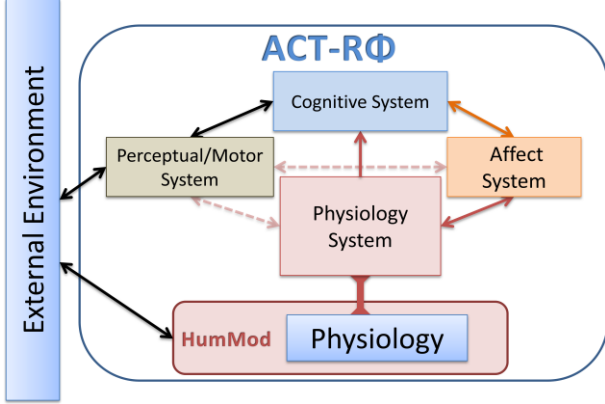 External Environment
ACT-RΦ
Cognitive System
Perceptual/Motor
System
Affect
System
Physiology
System
HumMod
Physiology